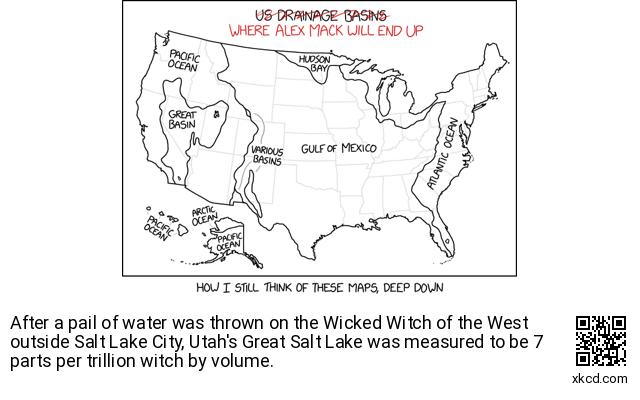 US DRAINAGE BASINS
WHERE ALEX MACK WILL END UP
PACIFIC
OCEAN
HUDSON
BAY
GREAT
BASIN
VARIOUS
BASINS
GULF OF MEXICO
ATLANTIC OCEAN
PACIFIC
OCEAN
ARCTIC
OCEAN
PACIFIC
OCEAN
HOW I STILL THINK OF THESE MAPS, DEEP DOWN
After a pail of water was thrown on the Wicked Witch of the West
outside Salt Lake City, Utah's Great Salt Lake was measured to be 7
parts per trillion witch by volume.
xkcd.com